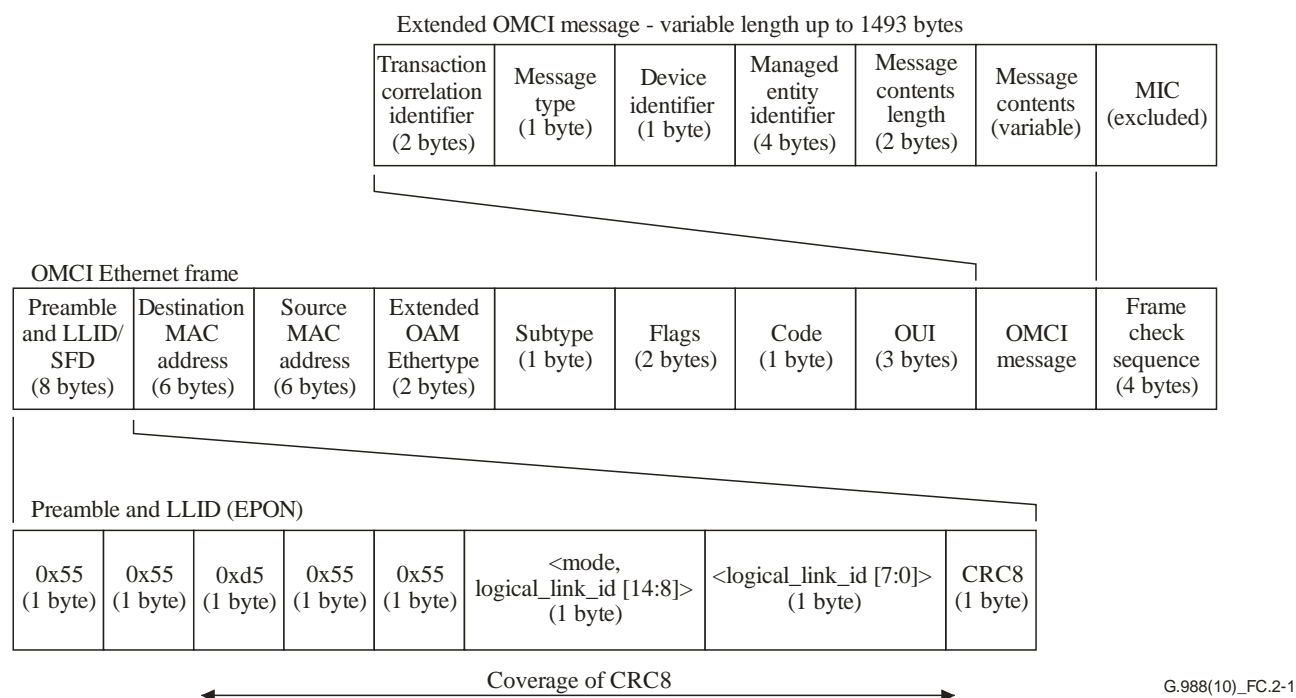 Extended OMCI message - variable length up to 1493 bytes
Transaction
correlation
identifier
(2 bytes)
Message
type
(1 byte)
Device
identifier
(1 byte)
Managed
entity
identifier
(4 bytes)
Message
contents
length
(2 bytes)
Message
contents
(variable)
MIC
(excluded)
OMCI Ethernet frame
Preamble
and LLID/
SFD
(8 bytes)
Destination
MAC
address
(6 bytes)
Source
MAC
address
(6 bytes)
Extended
OAM
Ethertype
(2 bytes)
Subtype
(1 byte)
Flags
(2 bytes)
Code
(1 byte)
OUI
(3 bytes)
OMCI
message
Frame
check
sequence
(4 bytes)
Preamble and LLID (EPON)
0x55
(1 byte)
0x55
(1 byte)
0xd5
(1 byte)
0x55
(1 byte)
0x55
(1 byte)
<mode,
logical_link_id [14:8]>
(1 byte)
<logical_link_id [7:0]>
(1 byte)
CRC8
(1 byte)
Coverage of CRC8
G.988(10)_FC.2-1